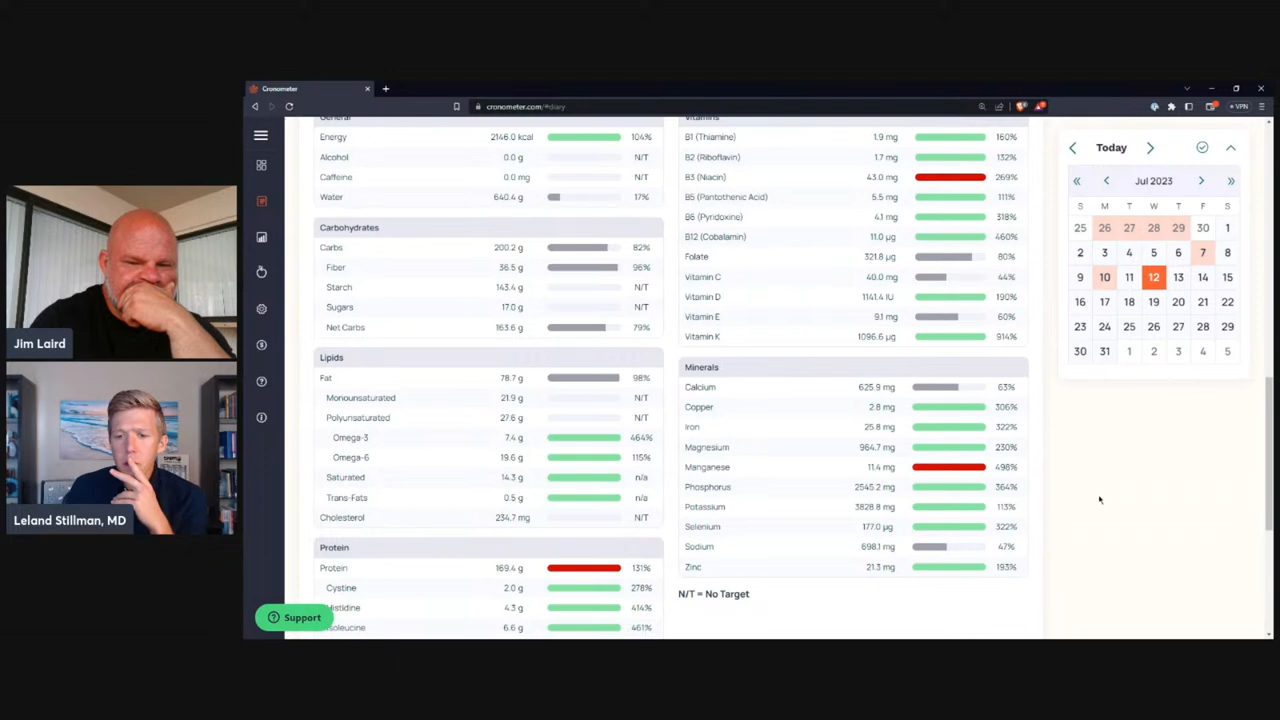 Cronometer
cronometer.com/#diary
VPN
General
Energy 2146.0 kcal 104%
Alcohol 0.0 g N/T
Caffeine 0.0 mg N/T
Water 640.4 g 17%
Carbohydrates
Carbs 200.2 g 82%
Fiber 36.5 g 96%
Starch 143.4 g N/T
Sugars 17.0 g N/T
Net Carbs 163.6 g 79%
Lipids
Fat 78.7 g 98%
Monounsaturated 21.9 g N/T
Polyunsaturated 27.6 g N/T
Omega-3 7.4 g 464%
Omega-6 19.6 g 115%
Saturated 14.3 g n/a
Trans-Fats 0.5 g n/a
Cholesterol 234.7 mg N/T
Protein
Protein 169.4 g 131%
Cystine 2.0 g 278%
Histidine 4.3 g 414%
Isoleucine 6.6 g 461%
Support
Vitamins
B1 (Thiamine) 1.9 mg 160%
B2 (Riboflavin) 1.7 mg 132%
B3 (Niacin) 43.0 mg 269%
B5 (Pantothenic Acid) 5.5 mg 111%
B6 (Pyridoxine) 4.1 mg 318%
B12 (Cobalamin) 11.0 µg 460%
Folate 321.8 µg 80%
Vitamin C 40.0 mg 44%
Vitamin D 1141.4 IU 190%
Vitamin E 9.1 mg 60%
Vitamin K 1096.6 µg 914%
Minerals
Calcium 625.9 mg 63%
Copper 2.8 mg 306%
Iron 25.8 mg 322%
Magnesium 964.7 mg 230%
Manganese 11.4 mg 498%
Phosphorus 2545.2 mg 364%
Potassium 3828.8 mg 113%
Selenium 177.0 µg 322%
Sodium 698.1 mg 47%
Zinc 21.3 mg 193%
N/T = No Target
Today
Jul 2023
S M T W T F S
25 26 27 28 29 30 1
2 3 4 5 6 7 8
9 10 11 12 13 14 15
16 17 18 19 20 21 22
23 24 25 26 27 28 29
30 31 1 2 3 4 5
Jim Laird
Leland Stillman, MD